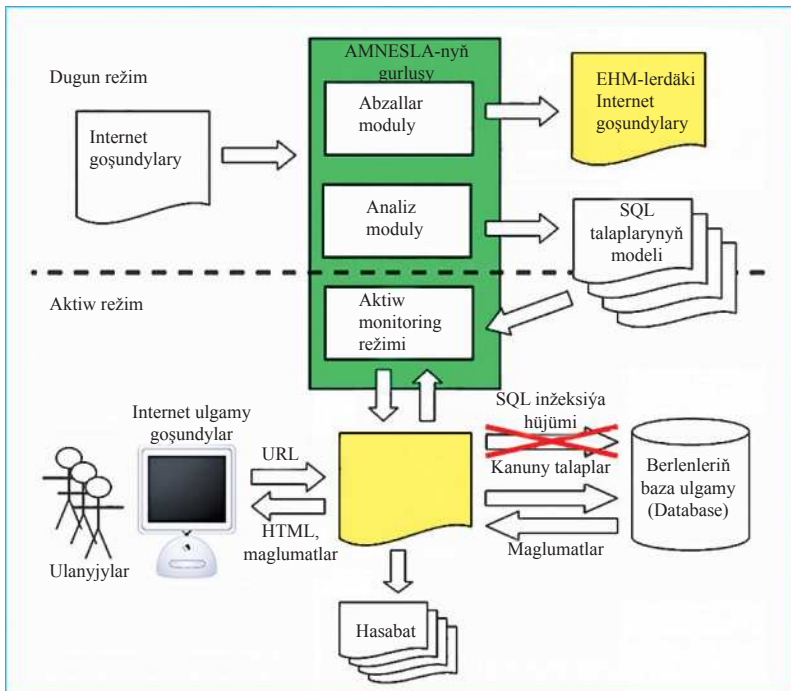 AMNESLA-nyň
gurluşy
Dugun režim
Internet
goşundylary
Abzallar
moduly
EHM-lerdäki
Internet
goşundylary
Analiz
moduly
SQL
talaplarynyň
modeli
Aktiw režim
Aktiw
monitoring
režimi
Internet ulgamy
goşundylar
SQL inžeksiýa
hüjümi
URL
Kanuny talaplar
Berlenleriň
baza ulgamy
(Database)
HTML,
maglumatlar
Maglumatlar
Ulanyjylar
Hasabat